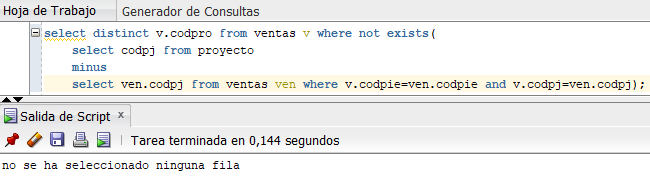 Hoja de Trabajo Generador de Consultas
select distinct v.codpro from ventas v where not exists(
select codpj from proyecto
minus
select ven.codpj from ventas ven where v.codpie=ven.codpie and v.codpj=ven.codpj);
Salida de Script x
Tarea terminada en 0,144 segundos
no se ha seleccionado ninguna fila